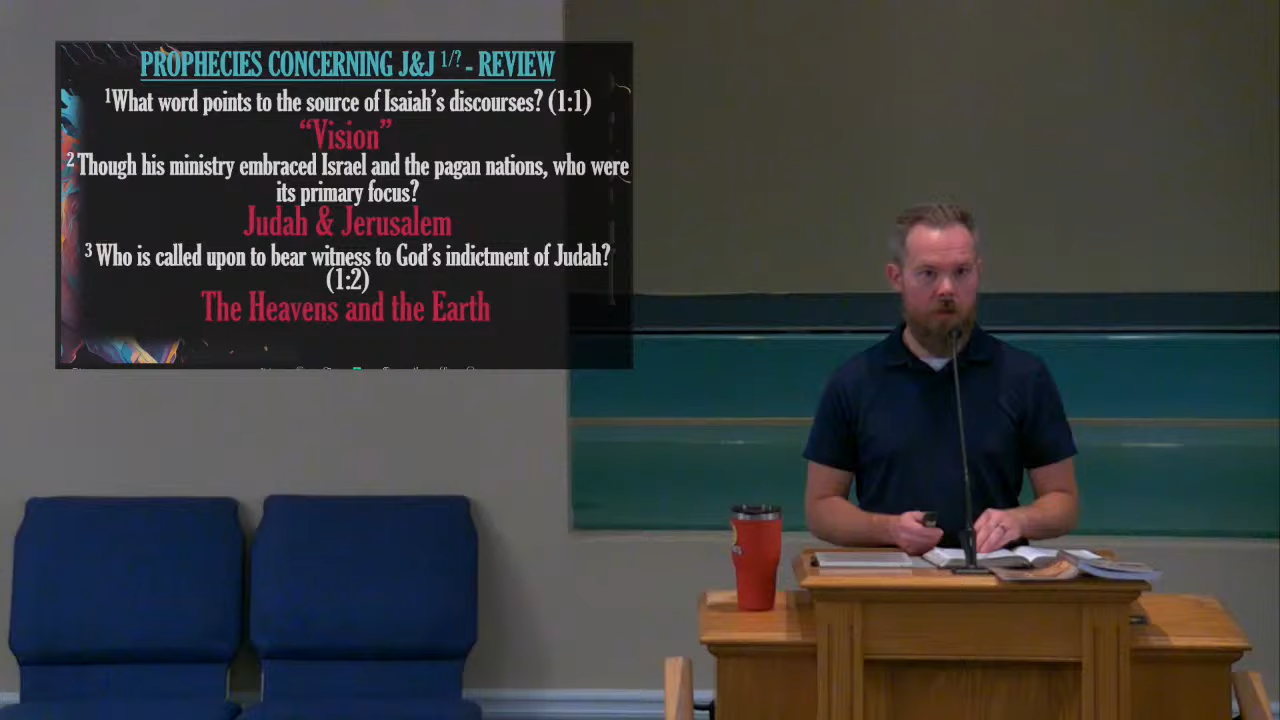 PROPHECIES CONCERNING J&J 1/? - REVIEW
1What word points to the source of Isaiah's discourses? (1:1)
"Vision"
2 Though his ministry embraced Israel and the pagan nations, who were
its primary focus?
Judah & Jerusalem
3 Who is called upon to bear witness to God's indictment of Judah?
(1:2)
The Heavens and the Earth